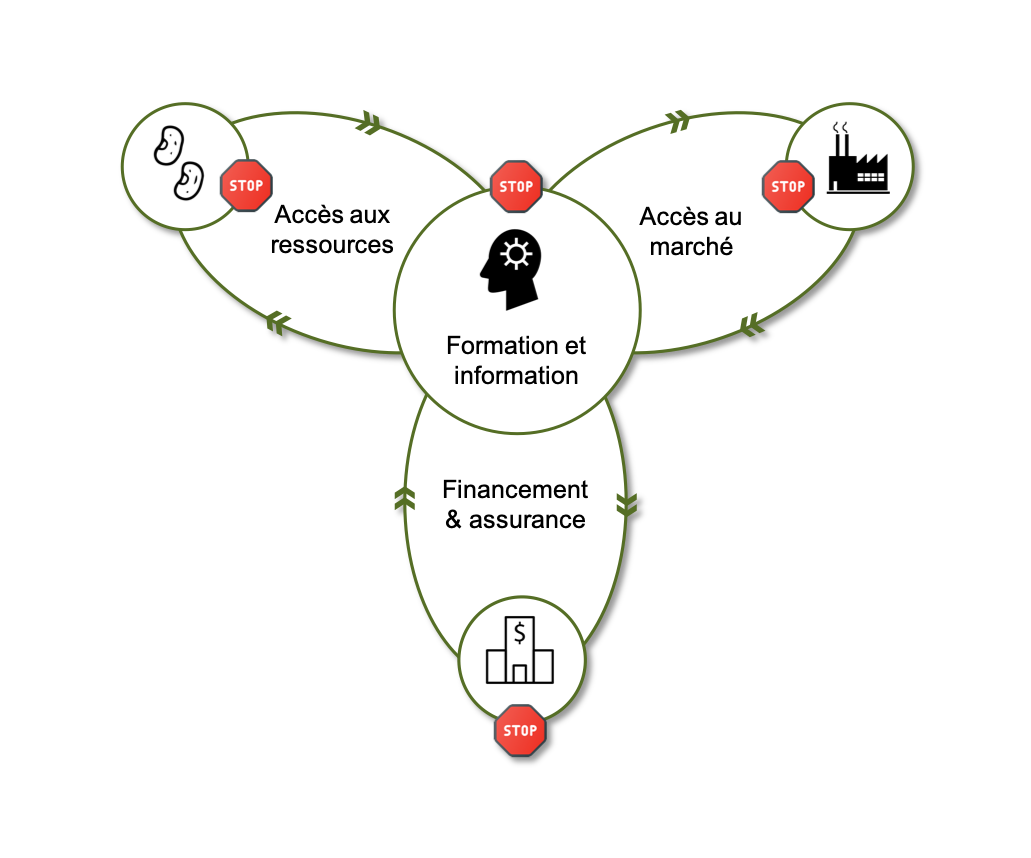 STOP
STOP
STOP
Accès aux
ressources
Accès au
marché
Formation et
information
Financement
& assurance
$
STOP